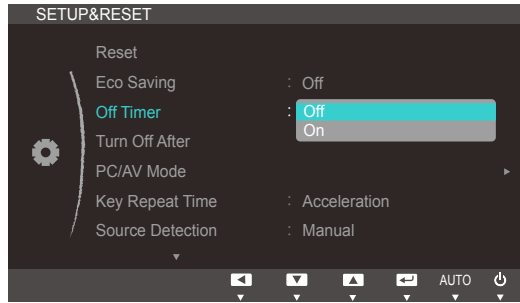 SETUP&RESET
Reset
Eco Saving : Off
Off Timer : Off
On
Turn Off After
PC/AV Mode
Key Repeat Time : Acceleration
Source Detection : Manual
AUTO